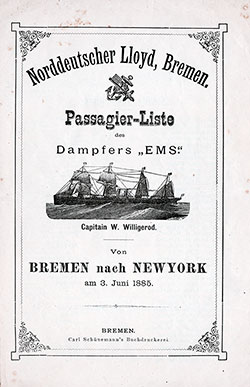 Norddeutscher Lloyd, Bremen.
Passagier-Liste
des
Dampfers „EMS“
Capitain W. Willigerod.
Von
BREMEN nach NEWYORK
am 3. Juni 1885.
BREMEN.
Carl Schünemann's Buchdruckerei